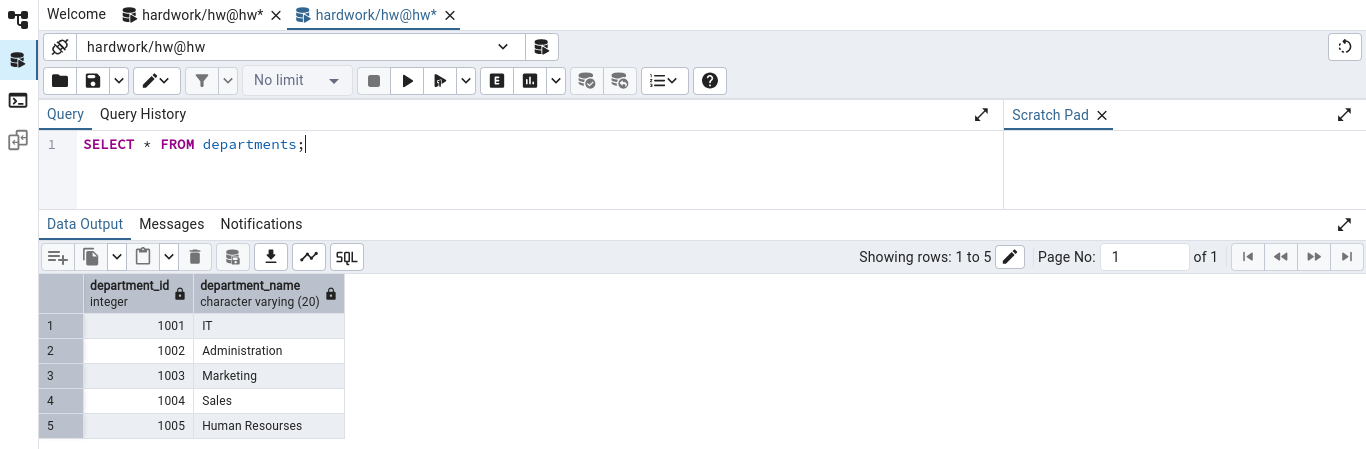 Welcome hardwork/hw@hw* hardwork/hw@hw*
hardwork/hw@hw
No limit E
Query Query History Scratch Pad
1 SELECT * FROM departments;
Data Output Messages Notifications
SQL Showing rows: 1 to 5 Page No: 1 of 1
department_id department_name
integer character varying (20)
1 1001 IT
2 1002 Administration
3 1003 Marketing
4 1004 Sales
5 1005 Human Resourses